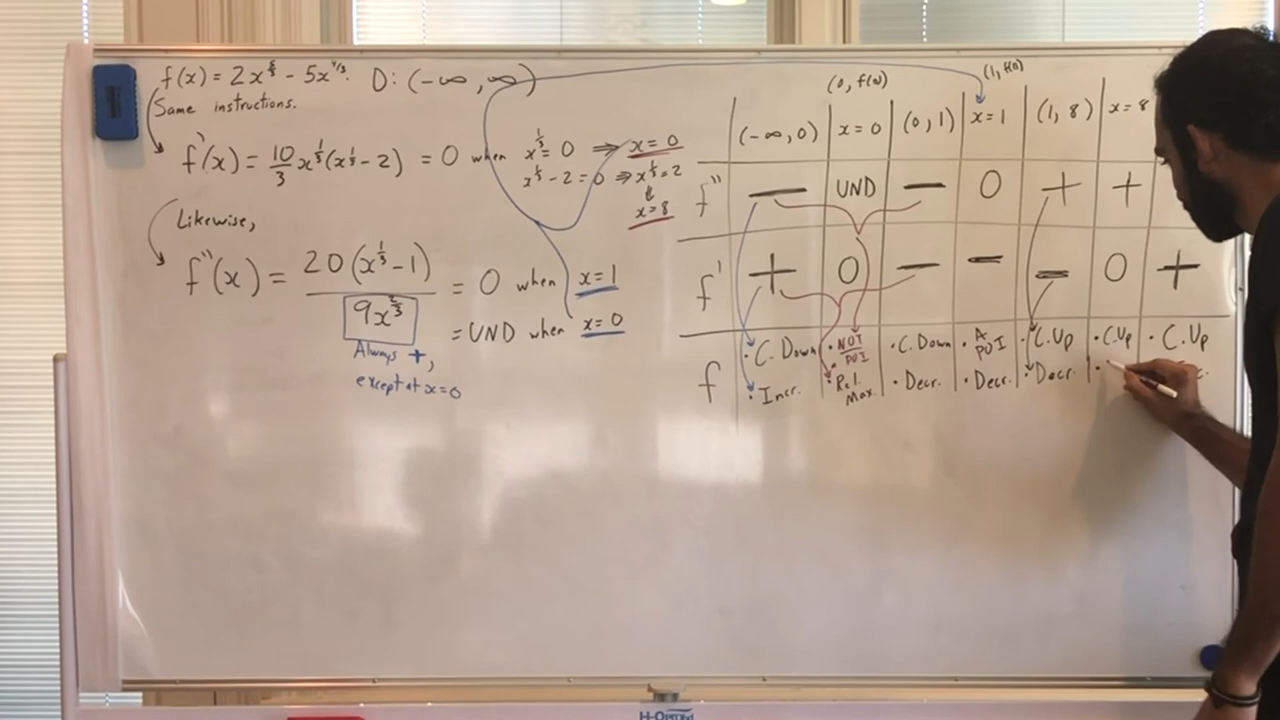 f(x) = 2x^{5/3} - 5x^{4/3}. D: (-∞, ∞)
Same instructions.
f'(x) = 10/3 x^{1/3}(x^{1/3} - 2) = 0 when x^{1/3} = 0 ⇒ x = 0
x^{1/3} - 2 = 0 ⇒ x^{1/3} = 2
⇓
x = 8
Likewise,
f''(x) = 20(x^{1/3} - 1) / 9x^{2/3} = 0 when x = 1
= UND when x = 0
Always +,
except at x = 0
(0, f(0)) (1, f(1))
(-∞, 0) x = 0 (0, 1) x = 1 (1, 8) x = 8
f'' — UND — 0 + +
f' + 0 — — — 0 +
f • C. Down • NOT POI • C. Down • A POI • C. Up • C. Up • C. Up
• Incr. • Rel. Max. • Decr. • Decr. • Decr. •
H-Qermal